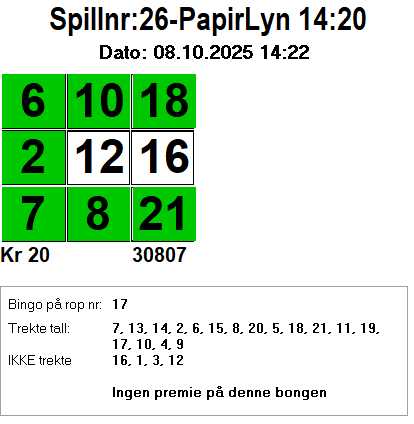 Spillnr:26-PapirLyn 14:20
Dato: 08.10.2025 14:22
6 10 18
2 12 16
7 8 21
Kr 20 30807
Bingo på rop nr: 17
Trekte tall: 7, 13, 14, 2, 6, 15, 8, 20, 5, 18, 21, 11, 19,
17, 10, 4, 9
IKKE trekte 16, 1, 3, 12
Ingen premie på denne bongen